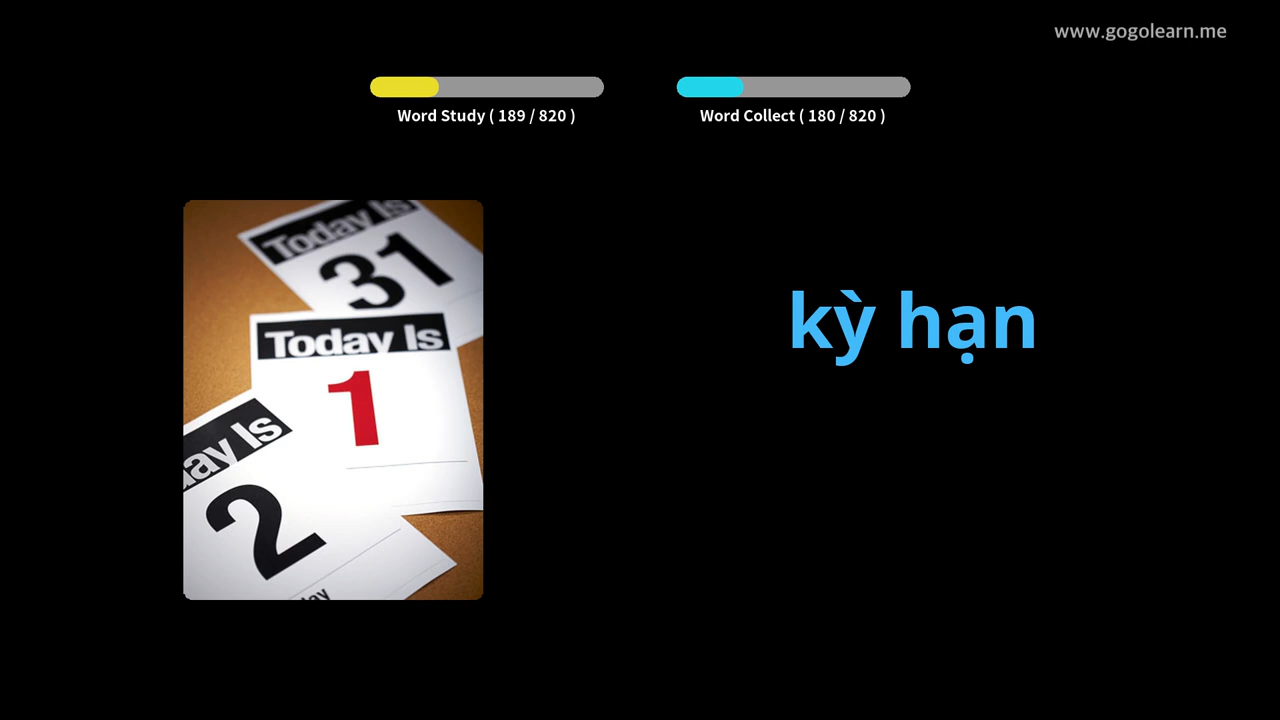 www.gogolearn.me
Word Study ( 189 / 820 )
Word Collect ( 180 / 820 )
Today Is
31
Today Is
1
kỳ hạn
ay Is
2